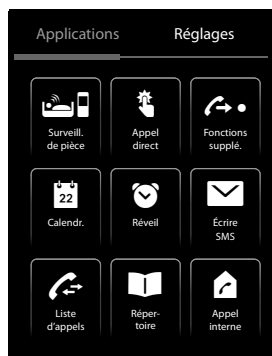 Applications Réglages
Surveill. Appel Fonctions
de pièce direct supplé.
22
Calendr. Réveil Écrire
SMS
Liste Réper- Appel
d'appels toire interne